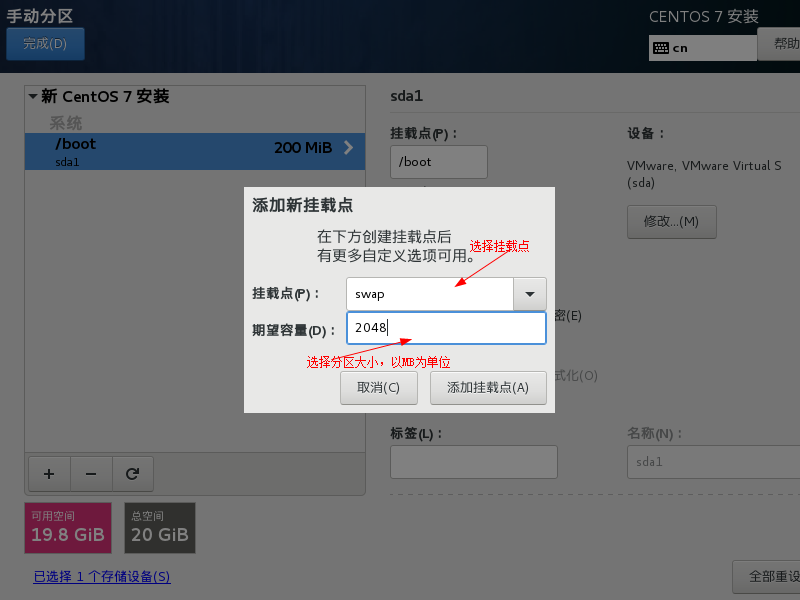 手动分区
CENTOS 7 安装
完成(D)
cn
帮助
新 CentOS 7 安装
系统
/boot
200 MiB
sda1
sda1
挂载点(P)：
/boot
设备：
VMware, VMware Virtual S
(sda)
修改...(M)
添加新挂载点
在下方创建挂载点后
有更多自定义选项可用。
选择挂载点
挂载点(P)：
swap
期望容量(D)：
2048
选择分区大小，以MB为单位
取消(C)
添加挂载点(A)
密(E)
式化(O)
标签(L)：
名称(N)：
sda1
可用空间
19.8 GiB
总空间
20 GiB
已选择 1 个存储设备(S)
全部重设